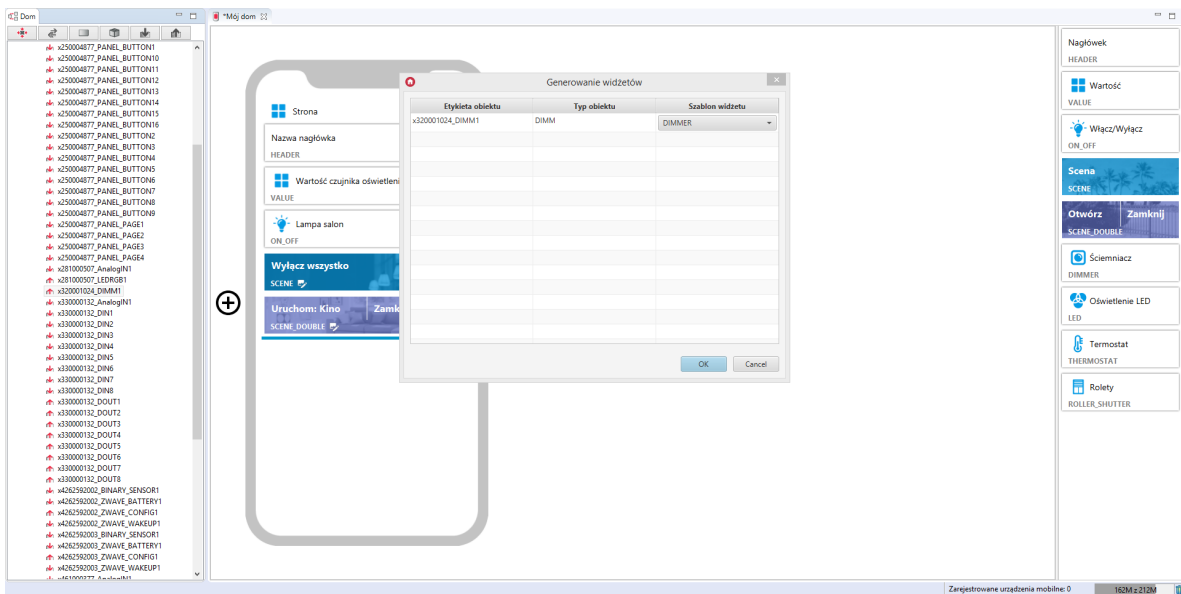 Dom
*Mój dom
x250004877_PANEL_BUTTON1
x250004877_PANEL_BUTTON10
x250004877_PANEL_BUTTON11
x250004877_PANEL_BUTTON12
x250004877_PANEL_BUTTON13
x250004877_PANEL_BUTTON14
x250004877_PANEL_BUTTON15
x250004877_PANEL_BUTTON16
x250004877_PANEL_BUTTON2
x250004877_PANEL_BUTTON3
x250004877_PANEL_BUTTON4
x250004877_PANEL_BUTTON5
x250004877_PANEL_BUTTON6
x250004877_PANEL_BUTTON7
x250004877_PANEL_BUTTON8
x250004877_PANEL_BUTTON9
x250004877_PANEL_PAGE1
x250004877_PANEL_PAGE2
x250004877_PANEL_PAGE3
x250004877_PANEL_PAGE4
x281000507_AnalogIN1
x281000507_LEDRGB1
x320001024_DIMM1
x330000132_AnalogIN1
x330000132_DIN1
x330000132_DIN2
x330000132_DIN3
x330000132_DIN4
x330000132_DIN5
x330000132_DIN6
x330000132_DIN7
x330000132_DIN8
x330000132_DOUT1
x330000132_DOUT2
x330000132_DOUT3
x330000132_DOUT4
x330000132_DOUT5
x330000132_DOUT6
x330000132_DOUT7
x330000132_DOUT8
x4262592002_BINARY_SENSOR1
x4262592002_ZWAVE_BATTERY1
x4262592002_ZWAVE_CONFIG1
x4262592002_ZWAVE_WAKEUP1
x4262592003_BINARY_SENSOR1
x4262592003_ZWAVE_BATTERY1
x4262592003_ZWAVE_CONFIG1
x4262592003_ZWAVE_WAKEUP1
x461000377_AnalogIN1
Strona
Nazwa nagłówka
HEADER
Wartość czujnika oświetleni
VALUE
Lampa salon
ON_OFF
Wyłącz wszystko
SCENE
Uruchom: Kino Zamk
SCENE_DOUBLE
Generowanie widżetów
Etykieta obiektu Typ obiektu Szablon widżetu
x320001024_DIMM1 DIMM DIMMER
OK Cancel
Nagłówek
HEADER
Wartość
VALUE
Włącz/Wyłącz
ON_OFF
Scena
SCENE
Otwórz Zamknij
SCENE_DOUBLE
Ściemniacz
DIMMER
Oświetlenie LED
LED
Termostat
THERMOSTAT
Rolety
ROLLER_SHUTTER
Zarejestrowane urządzenia mobilne: 0 162M z 212M